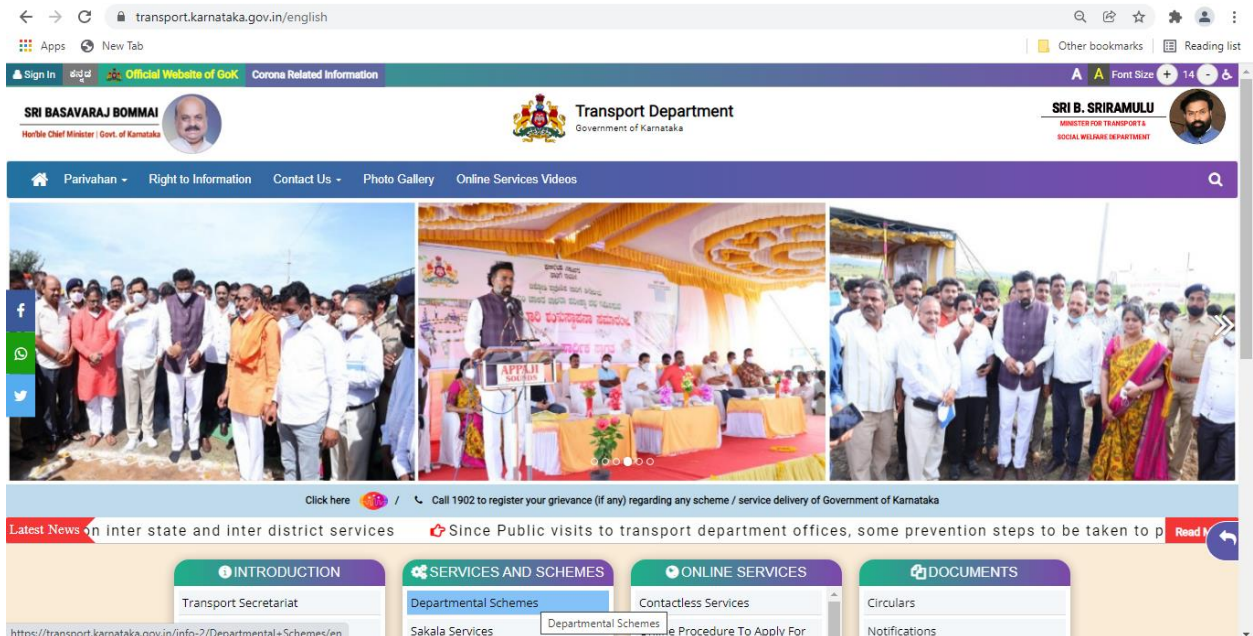 transport.karnataka.gov.in/english
Apps New Tab Other bookmarks Reading list
Sign In ಕನ್ನಡ Official Website of GoK Corona Related Information A A Font Size + 14 -
SRI BASAVARAJ BOMMAI
Hon'ble Chief Minister | Govt. of Karnataka
Transport Department
Government of Karnataka
SRI B. SRIRAMULU
MINISTER FOR TRANSPORT &
SOCIAL WELFARE DEPARTMENT
Parivahan Right to Information Contact Us Photo Gallery Online Services Videos
APPAJI
SOUNDS
Click here / Call 1902 to register your grievance (if any) regarding any scheme / service delivery of Government of Karnataka
Latest News on inter state and inter district services Since Public visits to transport department offices, some prevention steps to be taken to p Read
INTRODUCTION SERVICES AND SCHEMES ONLINE SERVICES DOCUMENTS
Transport Secretariat Departmental Schemes Contactless Services Circulars
Departmental Schemes
Sakala Services Procedure To Apply For Notifications
https://transport.karnataka.gov.in/info-2/Departmental+Schemes/en